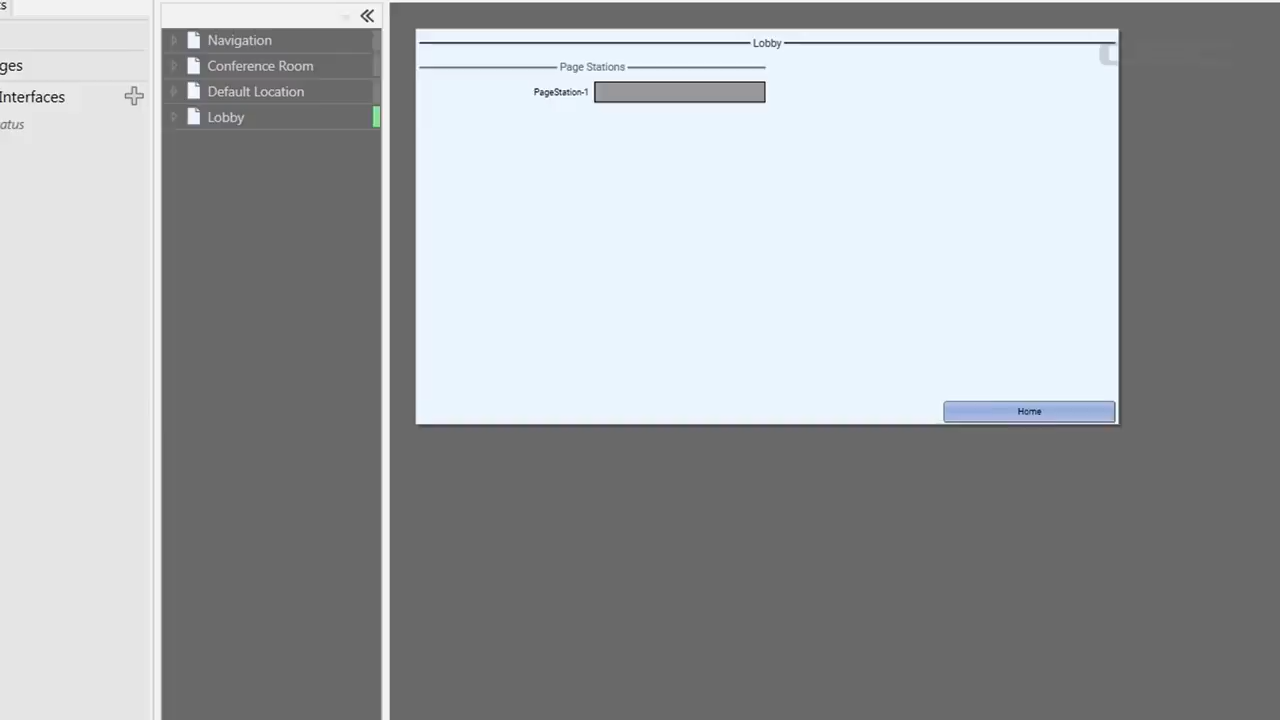 ges
Interfaces
atus
Navigation
Conference Room
Default Location
Lobby
Lobby
Page Stations
PageStation-1
Home